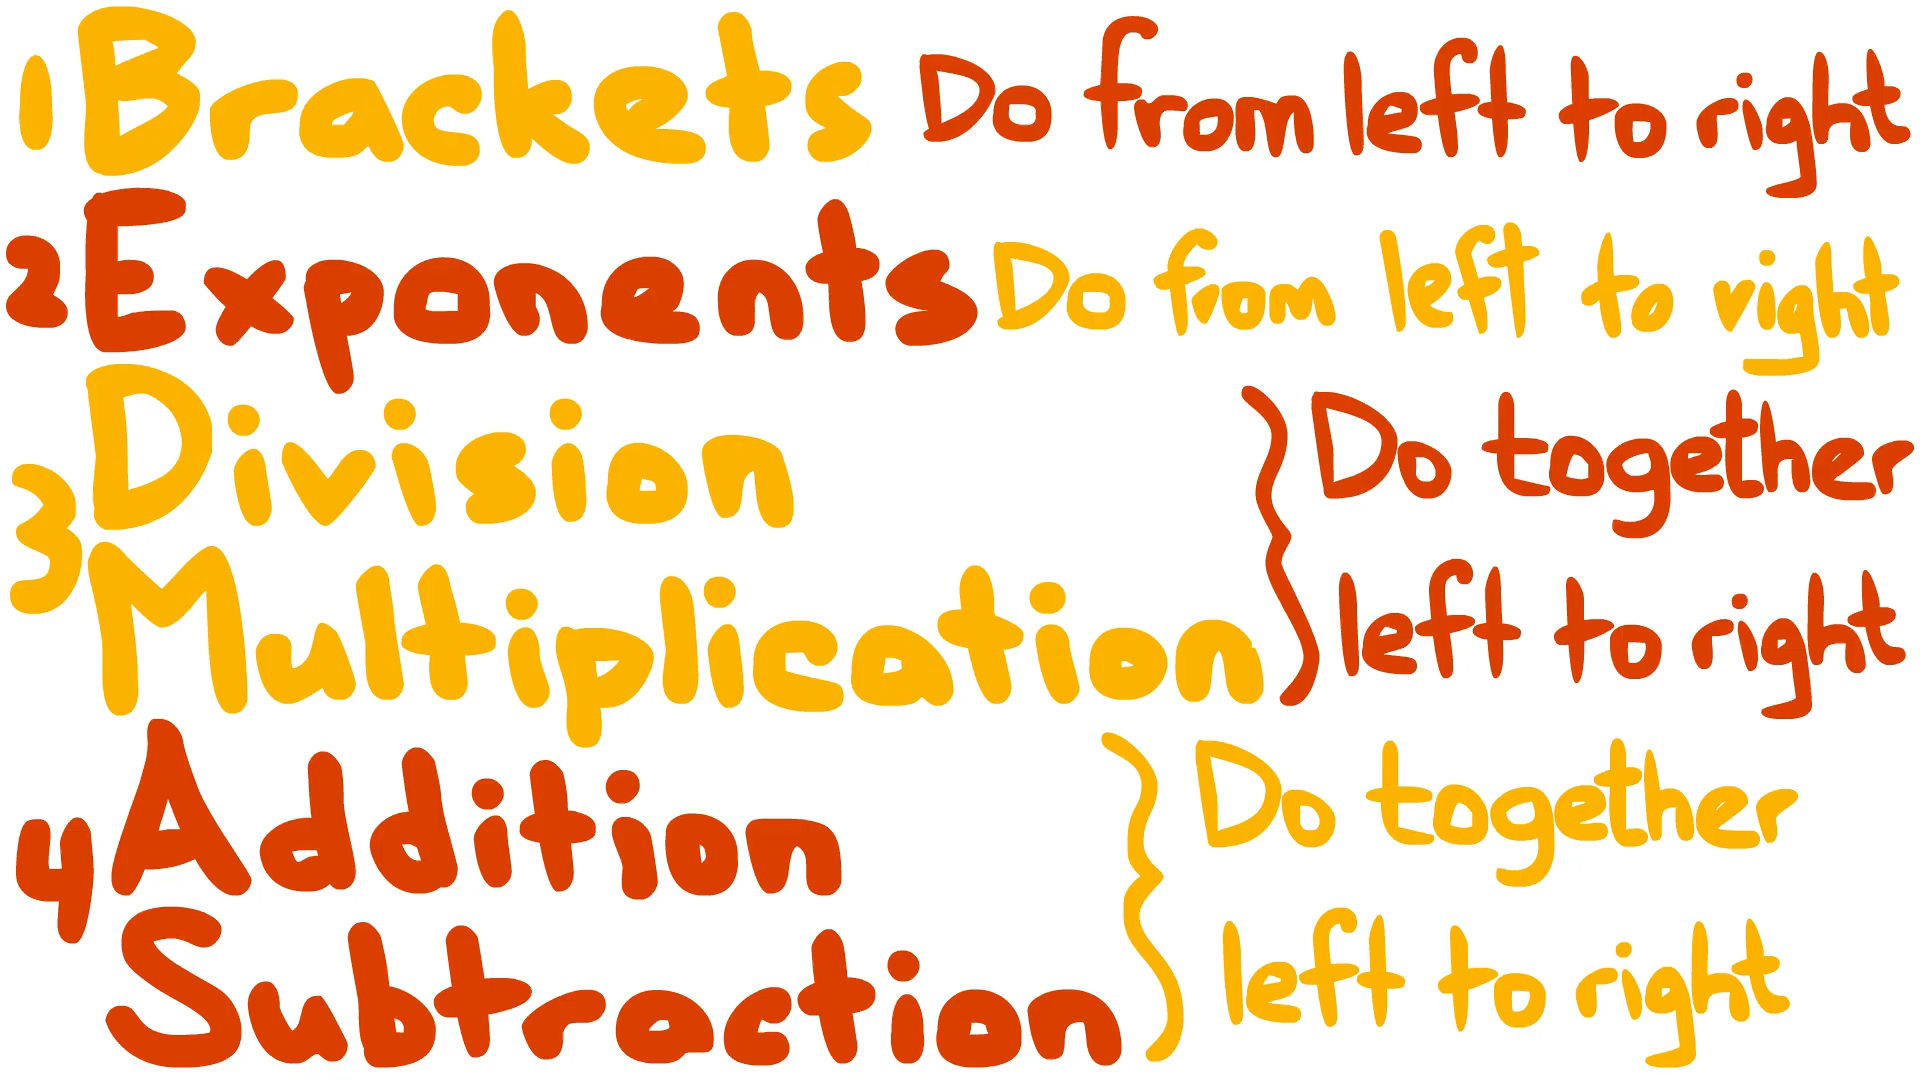 1 Brackets Do from left to right
2 Exponents Do from left to right
3 Division
Multiplication
Do together
left to right
4 Addition
Subtraction
Do together
left to right